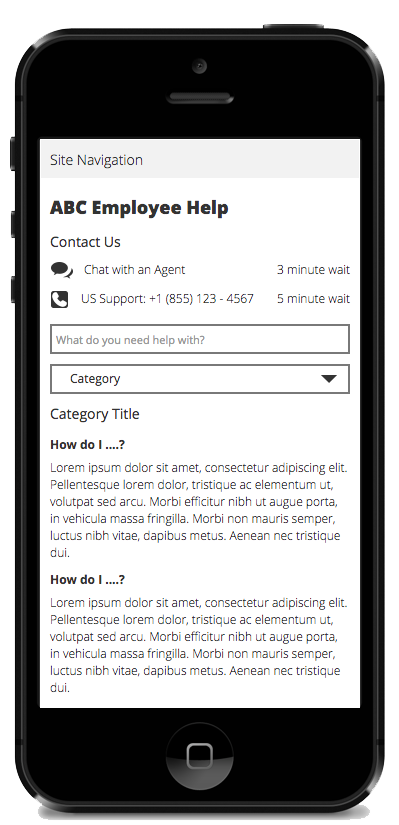 Site Navigation
ABC Employee Help
Contact Us
Chat with an Agent 3 minute wait
US Support: +1 (855) 123 - 4567 5 minute wait
What do you need help with?
Category
Category Title
How do I ....?
Lorem ipsum dolor sit amet, consectetur adipiscing elit.
Pellentesque lorem dolor, tristique ac elementum ut,
volutpat sed arcu. Morbi efficitur nibh ut augue porta,
in vehicula massa fringilla. Morbi non mauris semper,
luctus nibh vitae, dapibus metus. Aenean nec tristique
dui.
How do I ....?
Lorem ipsum dolor sit amet, consectetur adipiscing elit.
Pellentesque lorem dolor, tristique ac elementum ut,
volutpat sed arcu. Morbi efficitur nibh ut augue porta,
in vehicula massa fringilla. Morbi non mauris semper,
luctus nibh vitae, dapibus metus. Aenean nec tristique
dui.